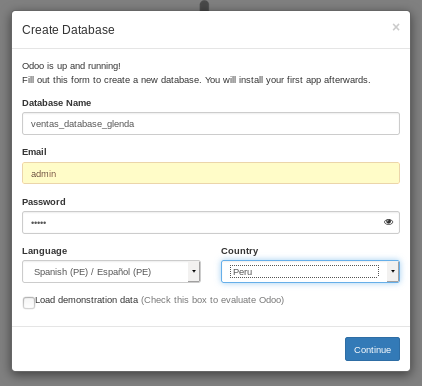 Create Database ×
Odoo is up and running!
Fill out this form to create a new database. You will install your first app afterwards.
Database Name
ventas_database_glenda
Email
admin
Password
•••••
Language Country
Spanish (PE) / Español (PE) Peru
Load demonstration data (Check this box to evaluate Odoo)
Continue